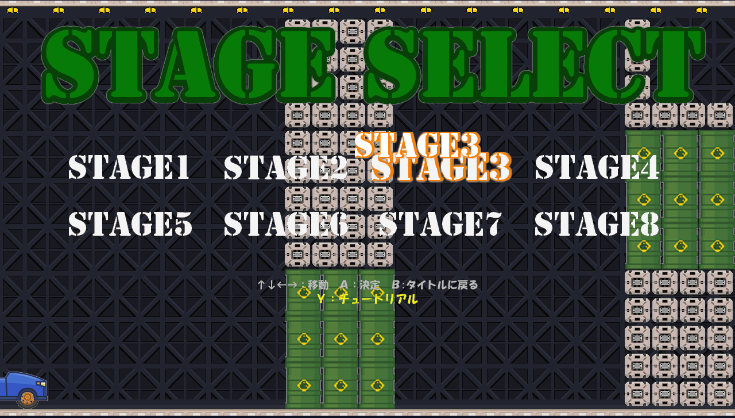 STAGE SELECT
STAGE3
STAGE1 STAGE2 STAGE3 STAGE4
STAGE5 STAGE6 STAGE7 STAGE8
↑↓←→：移動　A：決定　B：タイトルに戻る
Y：チュートリアル